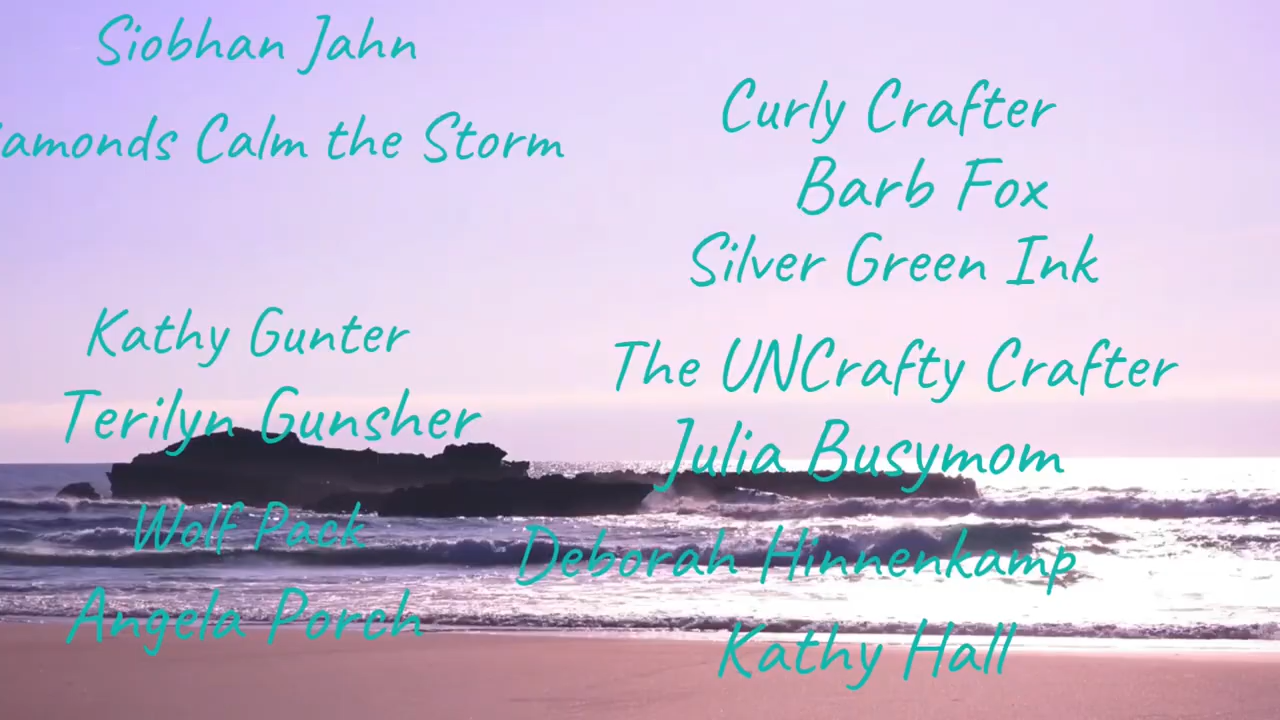 Siobhan Jahn
amonds Calm the Storm
Kathy Gunter
Terilyn Gunsher
Wolf Pack
Angela Porch
Curly Crafter
Barb Fox
Silver Green Ink
The UNCrafty Crafter
Julia Busymom
Deborah Hinnenkamp
Kathy Hall